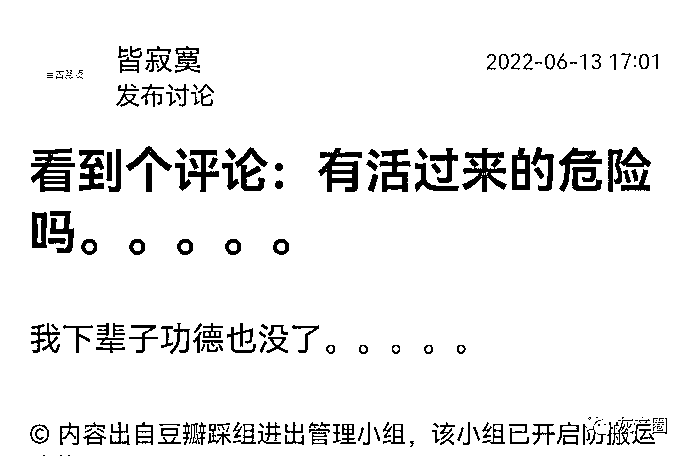 皆寂寞
2022-06-13 17:01
发布讨论
看到个评论：有活过来的危险
吗。。。。。
我下辈子功德也没了。。。。。
© 内容出自豆瓣踩组进出管理小组，该小组已开启防搬运